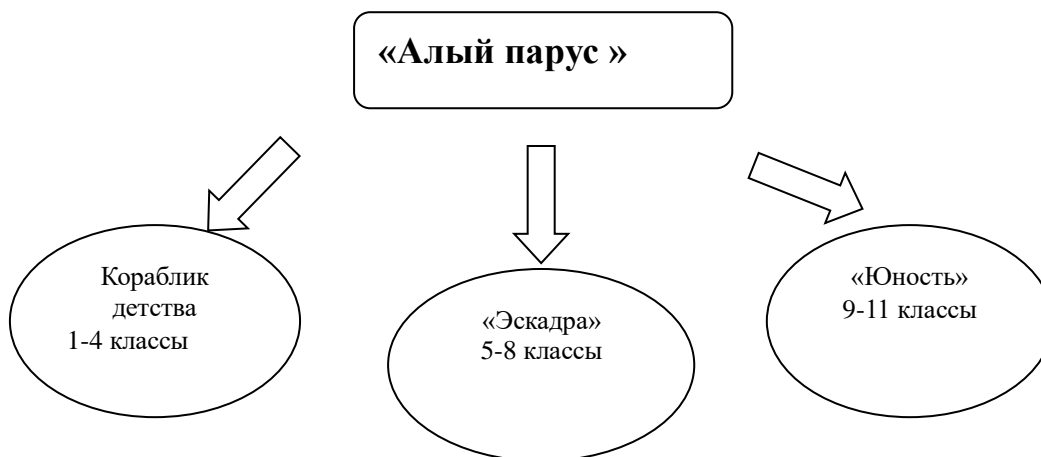 «Алый парус »
Кораблик
детства
1-4 классы
«Эскадра»
5-8 классы
«Юность»
9-11 классы